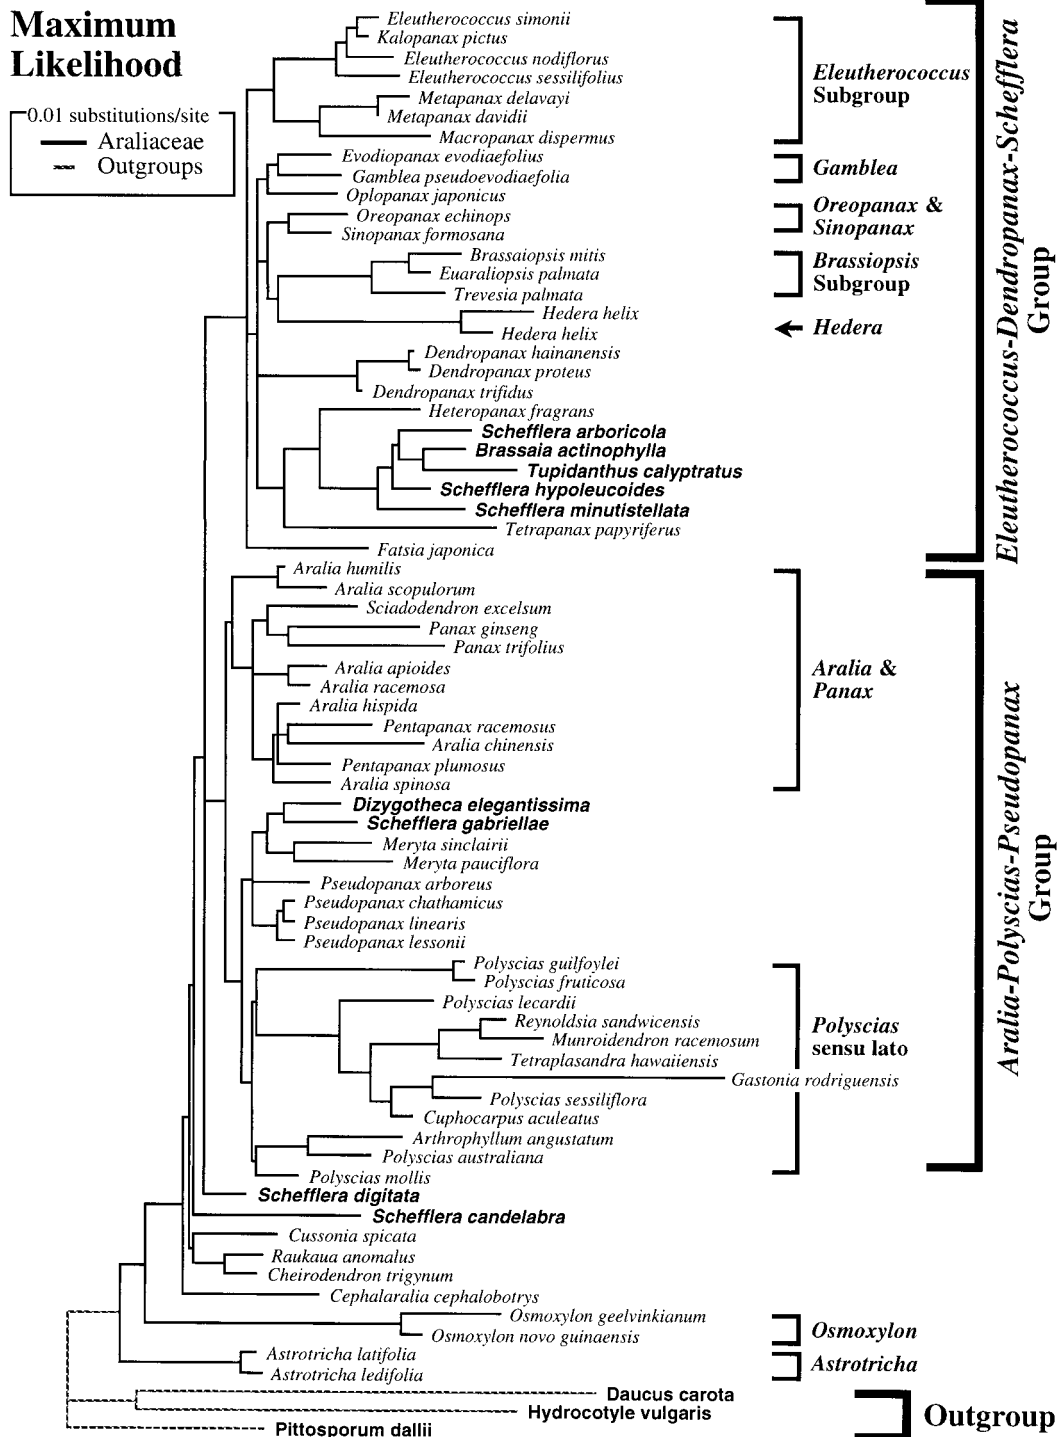 Maximum
Likelihood
0.01 substitutions/site
Araliaceae
Outgroups
Eleutherococcus simonii
Kalopanax pictus
Eleutherococcus nodiflorus
Eleutherococcus sessilifolius
Metapanax delavayi
Metapanax davidii
Macropanax dispermus
Evodiopanax evodiaefolius
Gamblea pseudoevodiaefolia
Oplopanax japonicus
Oreopanax echinops
Sinopanax formosana
Brassaiopsis mitis
Euaraliopsis palmata
Trevesia palmata
Hedera helix
Hedera helix
Dendropanax hainanensis
Dendropanax proteus
Dendropanax trifidus
Heteropanax fragrans
Schefflera arboricola
Brassaia actinophylla
Tupidanthus calyptratus
Schefflera hypoleucoides
Schefflera minutistellata
Tetrapanax papyriferus
Fatsia japonica
Aralia humilis
Aralia scopulorum
Sciadodendron excelsum
Panax ginseng
Panax trifolius
Aralia apioides
Aralia racemosa
Aralia hispida
Pentapanax racemosus
Aralia chinensis
Pentapanax plumosus
Aralia spinosa
Dizygotheca elegantissima
Schefflera gabriellae
Meryta sinclairii
Meryta pauciflora
Pseudopanax arboreus
Pseudopanax chathamicus
Pseudopanax linearis
Pseudopanax lessonii
Polyscias guilfoylei
Polyscias fruticosa
Polyscias lecardii
Reynoldsia sandwicensis
Munroidendron racemosum
Tetraplasandra hawaiiensis
Gastonia rodriguensis
Polyscias sessiliflora
Cuphocarpus aculeatus
Arthrophyllum angustatum
Polyscias australiana
Polyscias mollis
Schefflera digitata
Schefflera candelabra
Cussonia spicata
Raukaua anomalus
Cheirodendron trigynum
Cephalaralia cephalobotrys
Osmoxylon geelvinkianum
Osmoxylon novo guinaensis
Astrotricha latifolia
Astrotricha ledifolia
Daucus carota
Hydrocotyle vulgaris
Pittosporum dallii
Eleutherococcus
Subgroup
Gamblea
Oreopanax &
Sinopanax
Brassiopsis
Subgroup
Hedera
Aralia &
Panax
Polyscias
sensu lato
Osmoxylon
Astrotricha
Outgroup
Eleutherococcus-Dendropanax-Schefflera
Group
Aralia-Polyscias-Pseudopanax
Group